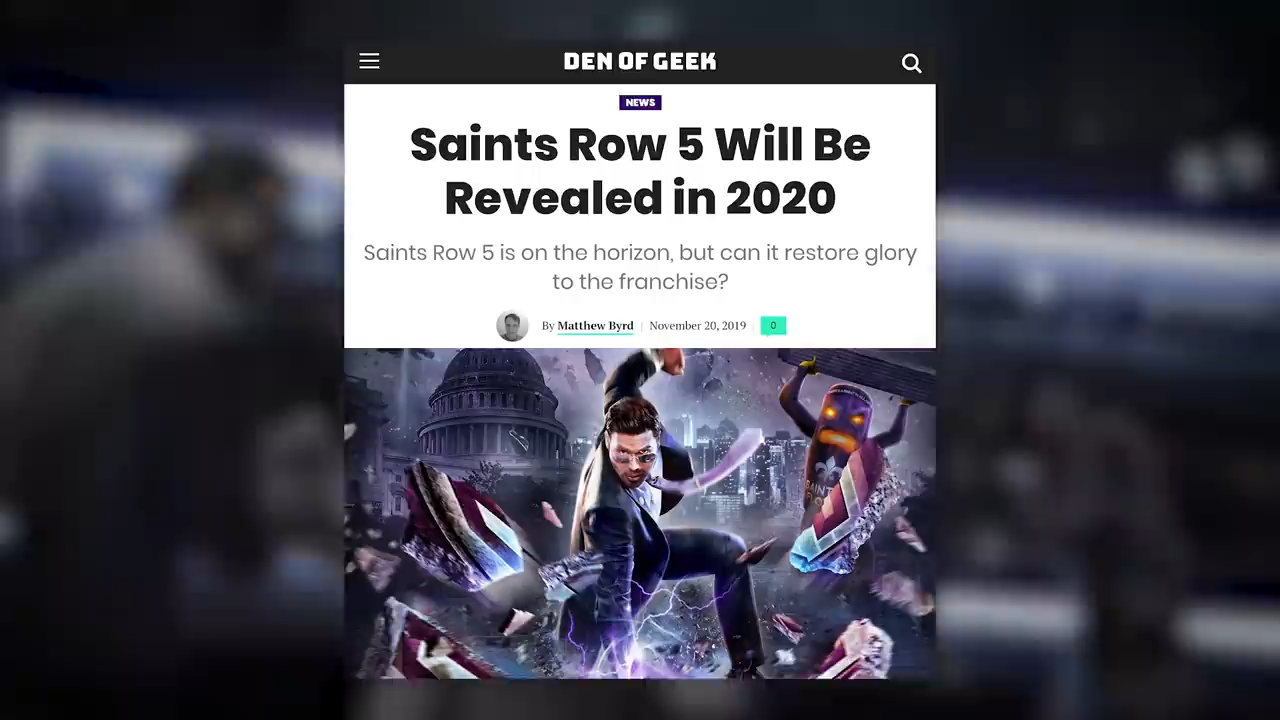 DEN OF GEEK
NEWS
Saints Row 5 Will Be
Revealed in 2020
Saints Row 5 is on the horizon, but can it restore glory
to the franchise?
By Matthew Byrd | November 20, 2019 0
SAINTS